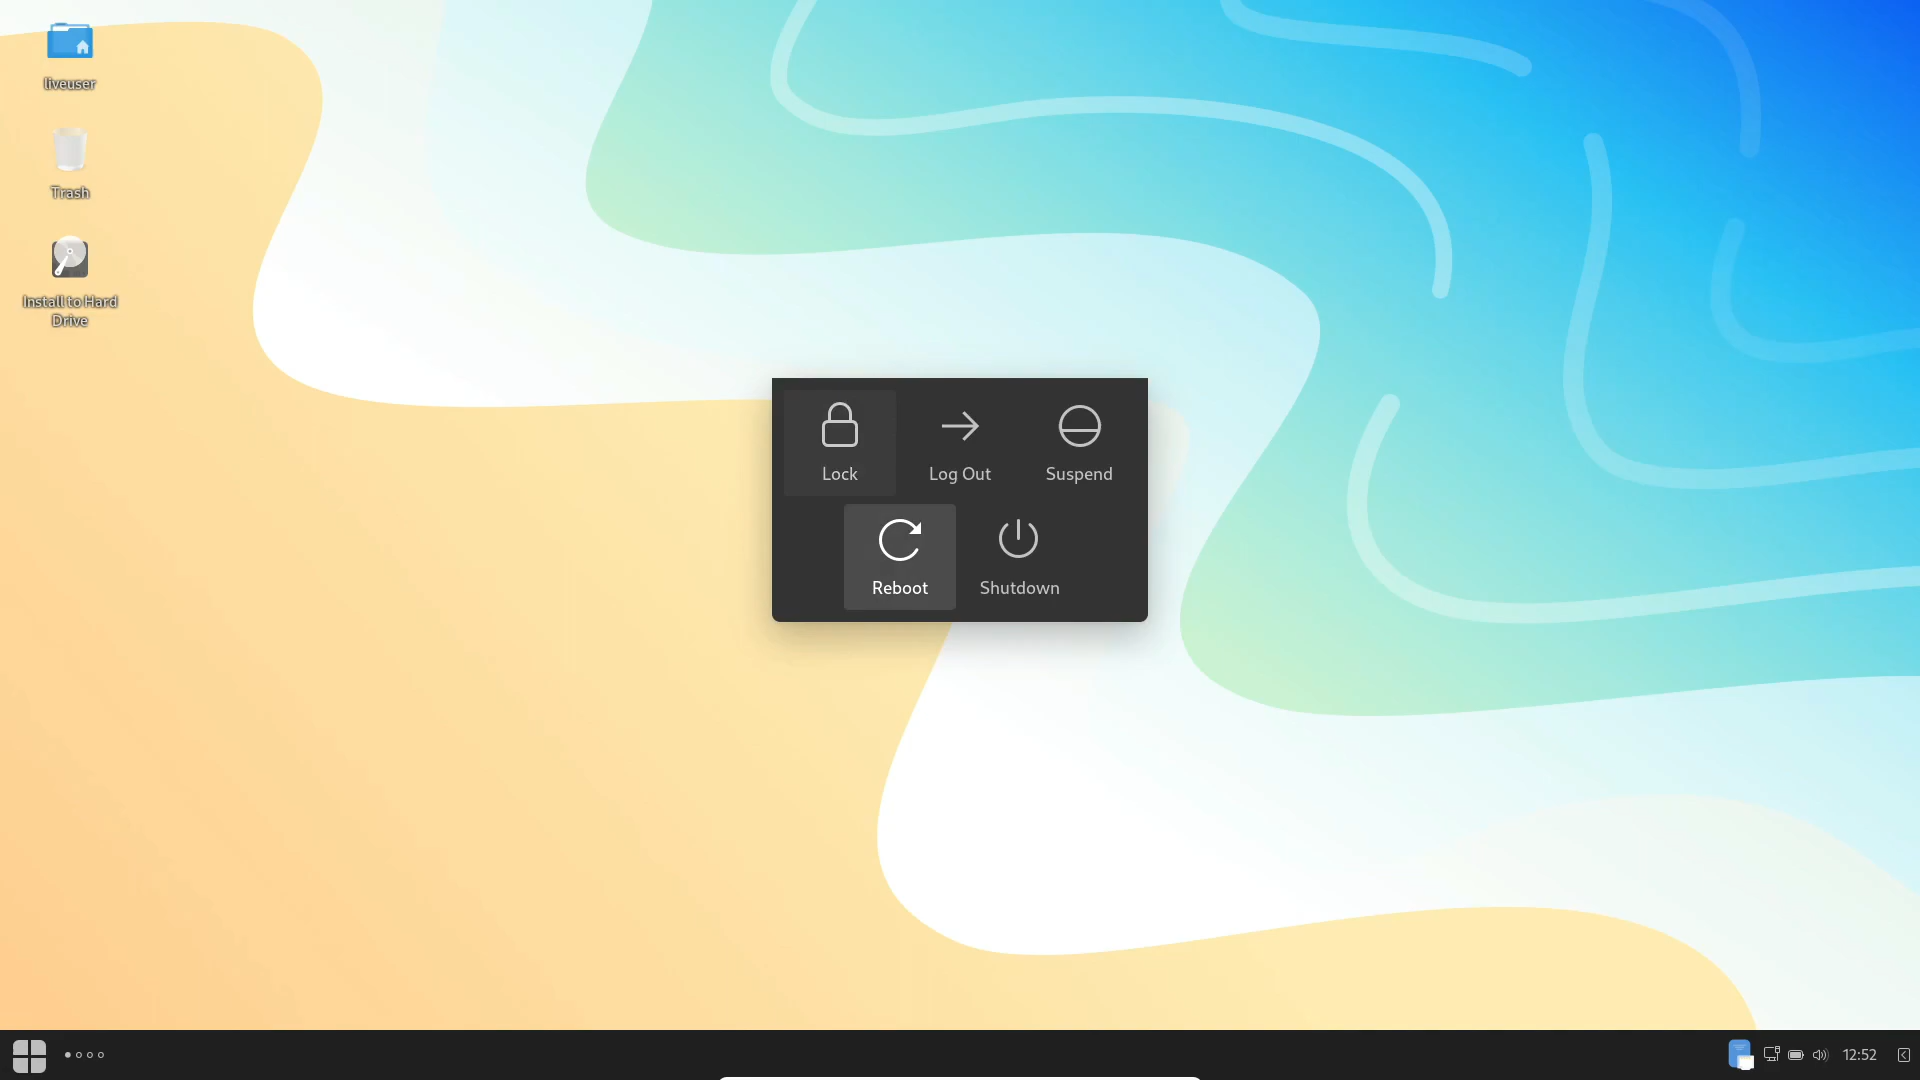 liveuser
Trash
Install to Hard
Drive
Lock
Log Out
Suspend
Reboot
Shutdown
12:52